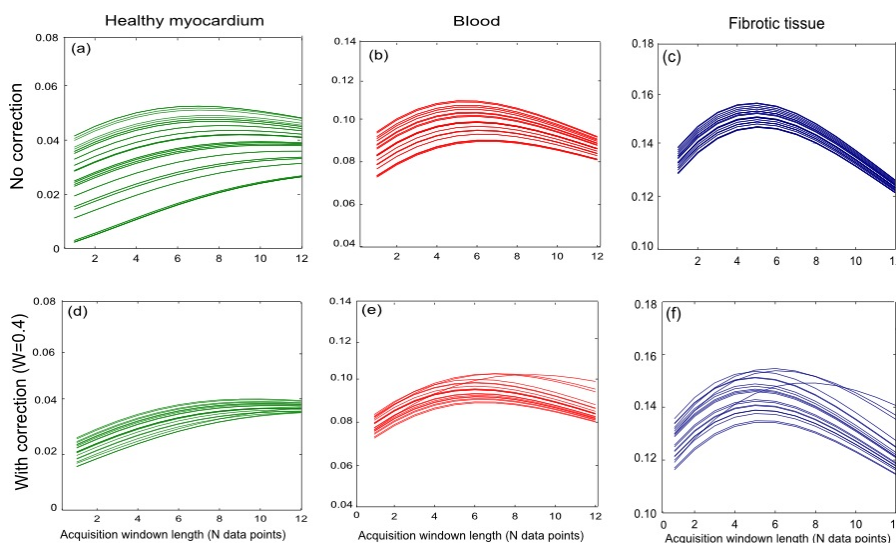 Healthy myocardium
Blood
Fibrotic tissue
No correction
(a)
0.08
0.06
0.04
0.02
0
2 4 6 8 10 12
(b)
0.14
0.12
0.10
0.08
0.06
0.04
2 4 6 8 10 12
(c)
0.18
0.16
0.14
0.12
0.10
2 4 6 8 10 1
With correction (W=0.4)
(d)
0.08
0.06
0.04
0.02
0
2 4 6 8 10 12
Acquisition windown length (N data points)
(e)
0.14
0.12
0.10
0.08
0.06
0.04
0 2 4 6 8 10 12
Acquisition windown length (N data points)
(f)
0.18
0.16
0.14
0.12
0.10
0 2 4 6 8 10 1
Acquisition windown length (N data points)